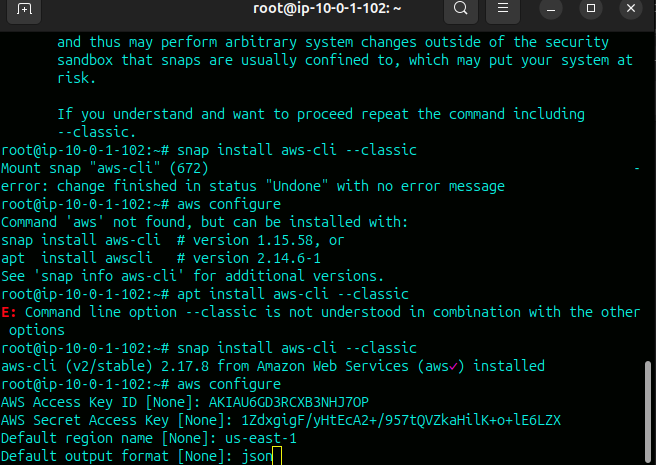 root@ip-10-0-1-102: ~
and thus may perform arbitrary system changes outside of the security
sandbox that snaps are usually confined to, which may put your system at
risk.
If you understand and want to proceed repeat the command including
--classic.
root@ip-10-0-1-102:~# snap install aws-cli --classic
Mount snap "aws-cli" (672) -
error: change finished in status "Undone" with no error message
root@ip-10-0-1-102:~# aws configure
Command 'aws' not found, but can be installed with:
snap install aws-cli  # version 1.15.58, or
apt  install awscli   # version 2.14.6-1
See 'snap info aws-cli' for additional versions.
root@ip-10-0-1-102:~# apt install aws-cli --classic
E: Command line option --classic is not understood in combination with the other
options
root@ip-10-0-1-102:~# snap install aws-cli --classic
aws-cli (v2/stable) 2.17.8 from Amazon Web Services (aws✓) installed
root@ip-10-0-1-102:~# aws configure
AWS Access Key ID [None]: AKIAU6GD3RCXB3NHJ7OP
AWS Secret Access Key [None]: 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
Default region name [None]: us-east-1
Default output format [None]: json